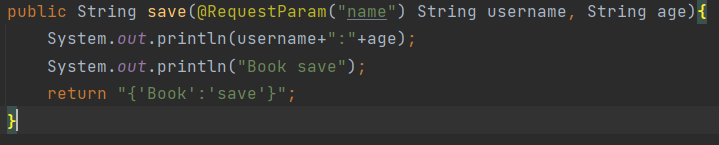 public String save(@RequestParam("name") String username, String age){
System.out.println(username+":"+age);
System.out.println("Book save");
return "{'Book':'save'}";
}